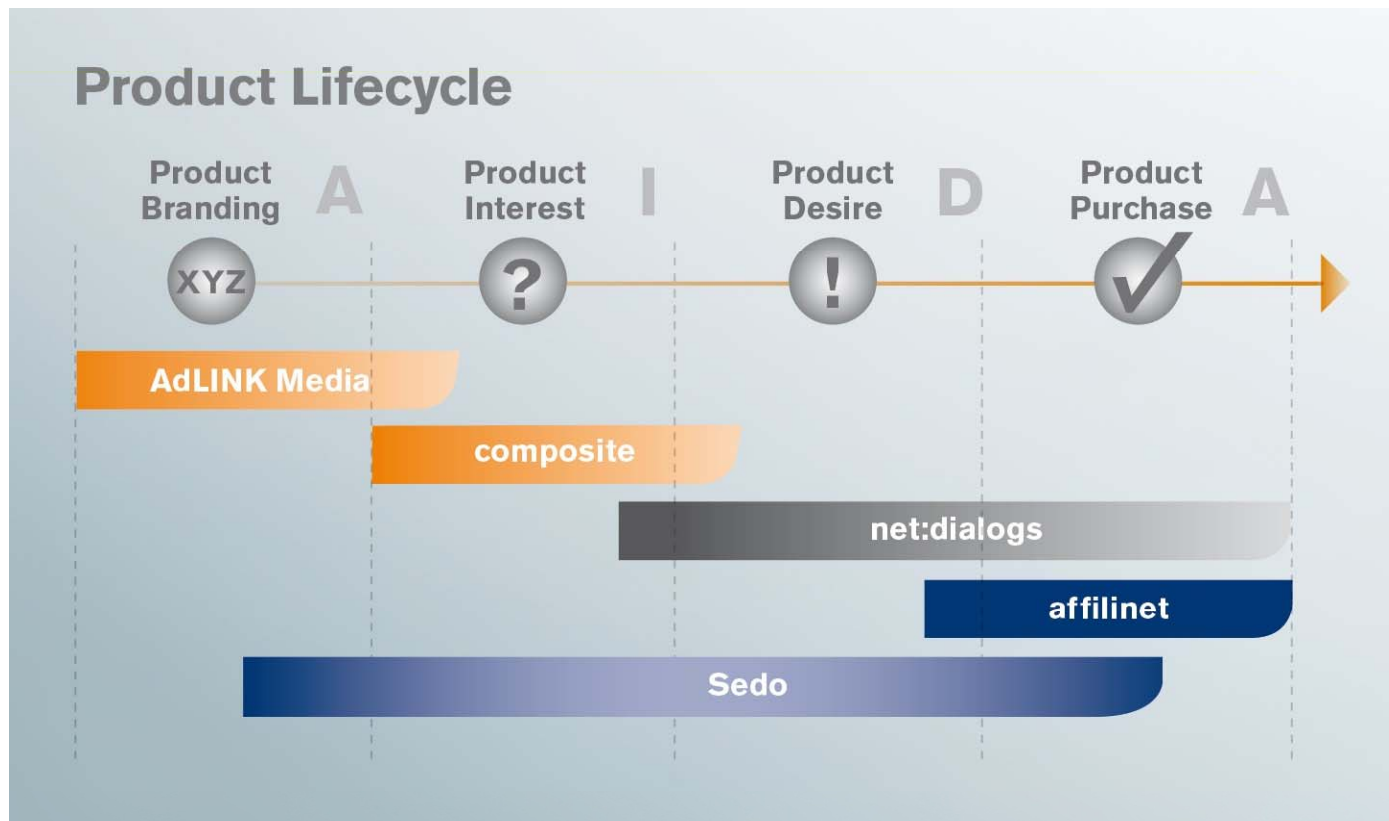 Product Lifecycle
Product
Branding
A
Product
Interest
I
Product
Desire
D
Product
Purchase
A
XYZ
?
!
AdLINK Media
composite
net:dialogs
affilinet
Sedo